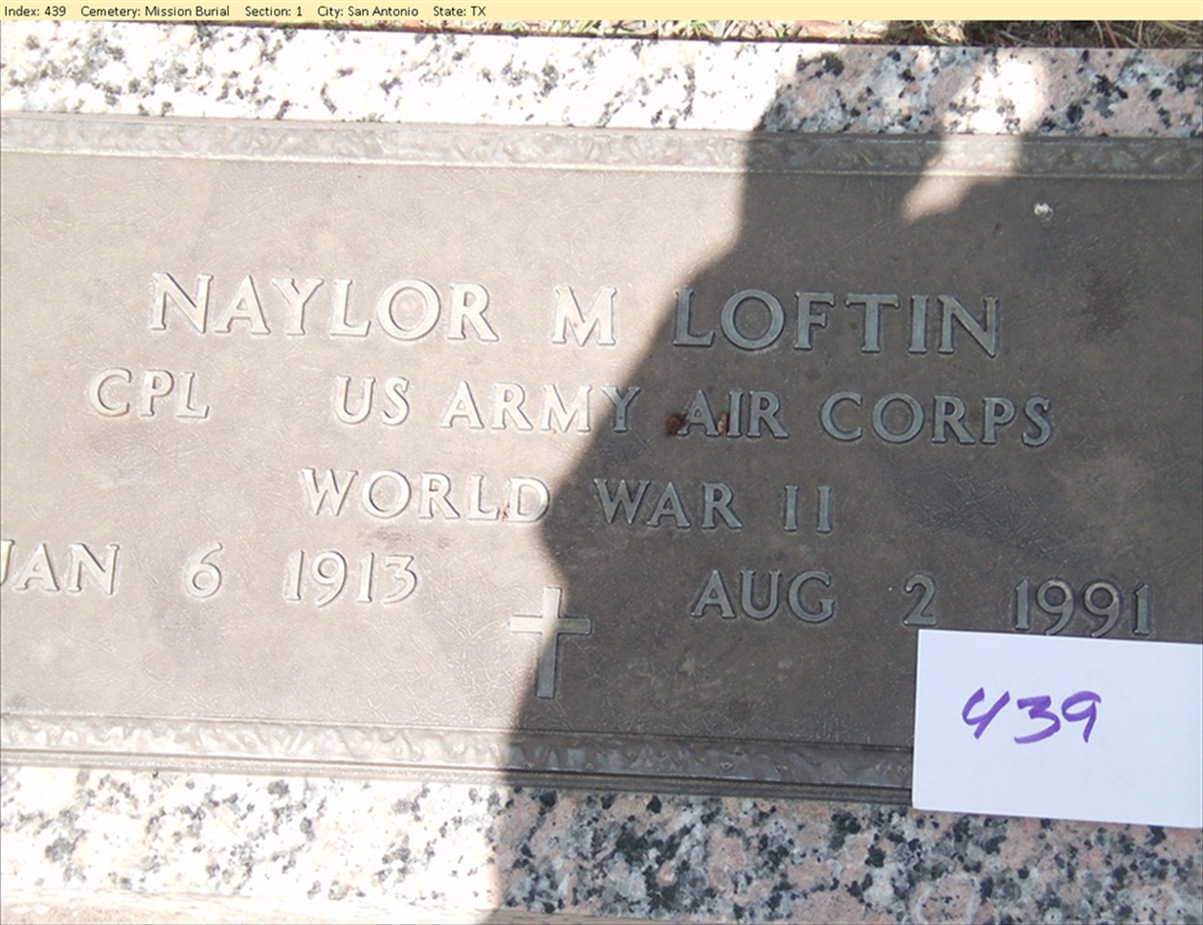 Index: 439 Cemetery: Mission Burial Section: 1 City: San Antonio State: TX
NAYLOR M LOFTIN
CPL US ARMY AIR CORPS
WORLD WAR II
JAN 6 1913 AUG 2 1991
439